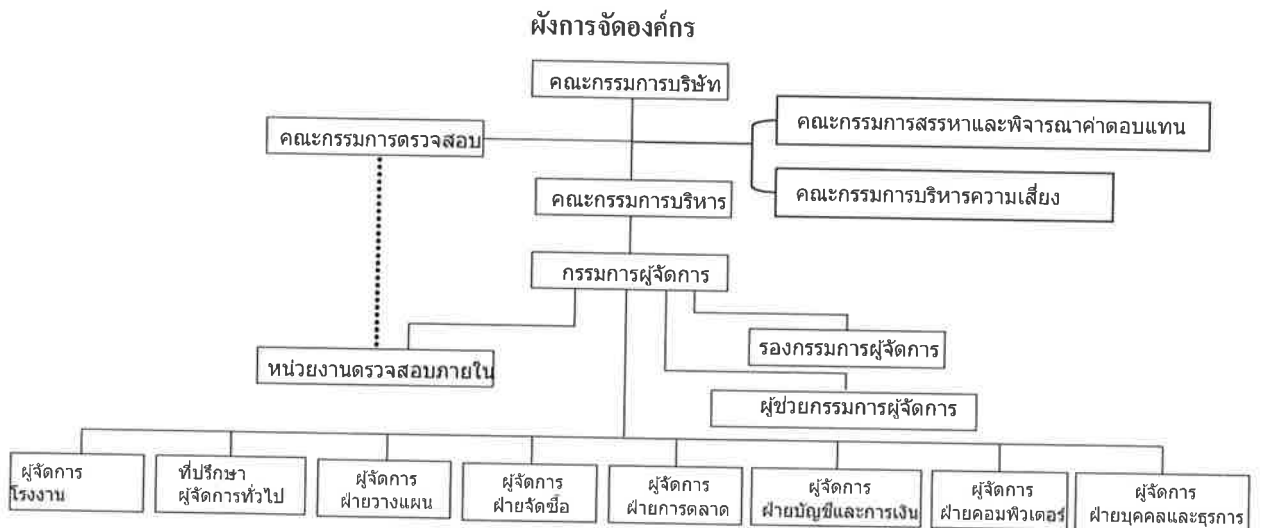 ผังการจัดองค์กร
คณะกรรมการบริษัท
คณะกรรมการตรวจสอบ
คณะกรรมการสรรหาและพิจารณาค่าตอบแทน
คณะกรรมการบริหาร
คณะกรรมการบริหารความเสี่ยง
กรรมการผู้จัดการ
รองกรรมการผู้จัดการ
หน่วยงานตรวจสอบภายใน
ผู้ช่วยกรรมการผู้จัดการ
ผู้จัดการ
โรงงาน
ที่ปรึกษา
ผู้จัดการทั่วไป
ผู้จัดการ
ฝ่ายวางแผน
ผู้จัดการ
ฝ่ายจัดซื้อ
ผู้จัดการ
ฝ่ายการตลาด
ผู้จัดการ
ฝ่ายบัญชีและการเงิน
ผู้จัดการ
ฝ่ายคอมพิวเตอร์
ผู้จัดการ
ฝ่ายบุคคลและธุรการ